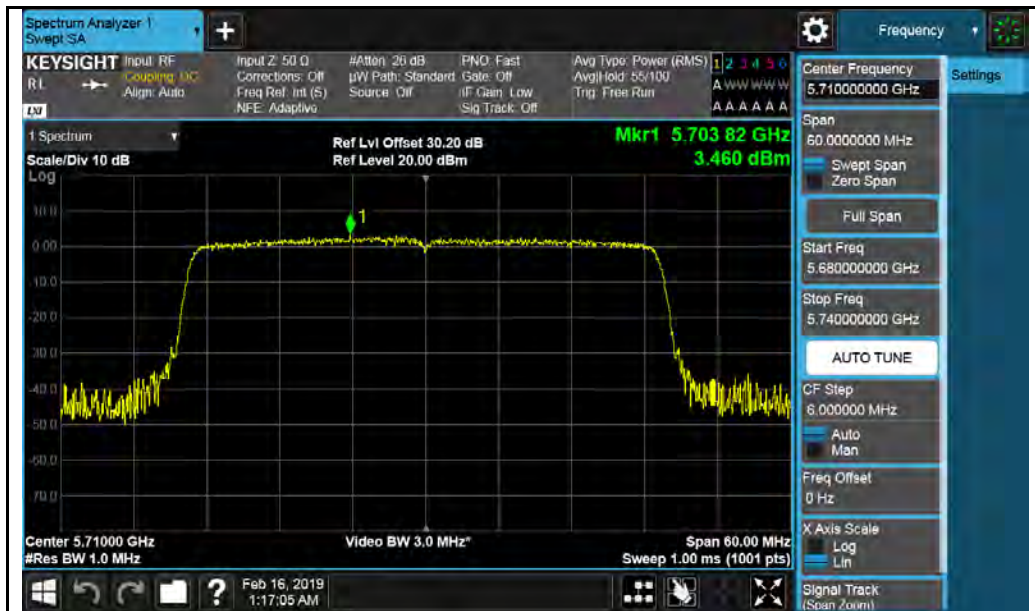 Spectrum Analyzer 1
Swept SA
+
Frequency
KEYSIGHT
RL
LXI
Input: RF
Coupling: DC
Align: Auto
Input Z: 50 Ω
Corrections: Off
Freq Ref: Int (S)
NFE: Adaptive
#Atten: 26 dB
µW Path: Standard
Source: Off
PNO: Fast
Gate: Off
IF Gain: Low
Sig Track: Off
Avg Type: Power (RMS)
Avg|Hold: 55/100
Trig: Free Run
1 2 3 4 5 6
A W W W W W
A A A A A A
1 Spectrum
Scale/Div 10 dB
Log
Ref Lvl Offset 30.20 dB
Ref Level 20.00 dBm
Mkr1 5.703 82 GHz
3.460 dBm
1
10.0
0.00
-10.0
-20.0
-30.0
-40.0
-50.0
-60.0
-70.0
Center 5.71000 GHz
#Res BW 1.0 MHz
Video BW 3.0 MHz*
Span 60.00 MHz
Sweep 1.00 ms (1001 pts)
Center Frequency
5.710000000 GHz
Span
60.0000000 MHz
Swept Span
Zero Span
Full Span
Start Freq
5.680000000 GHz
Stop Freq
5.740000000 GHz
AUTO TUNE
CF Step
6.000000 MHz
Auto
Man
Freq Offset
0 Hz
X Axis Scale
Log
Lin
Signal Track
(Span Zoom)
Settings
?
Feb 16, 2019
1:17:05 AM